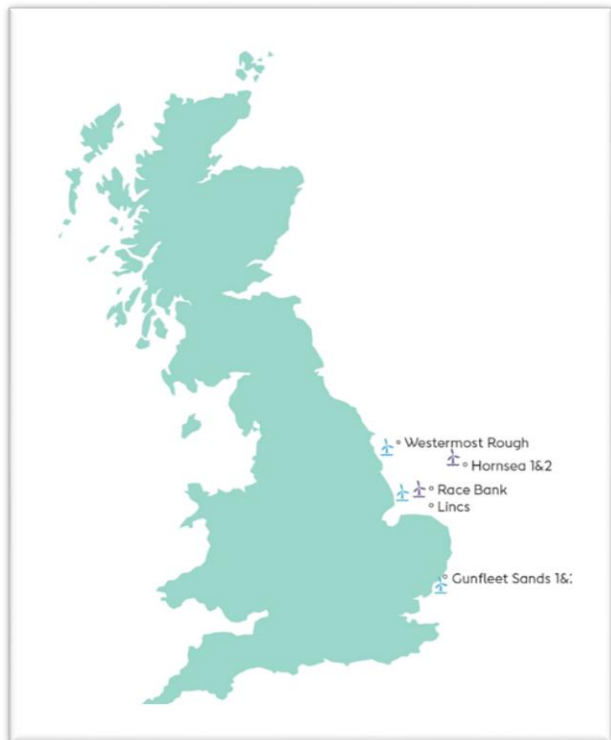 Westermost Rough
Hornsea 1&2
Race Bank
Lincs
Gunfleet Sands 1&